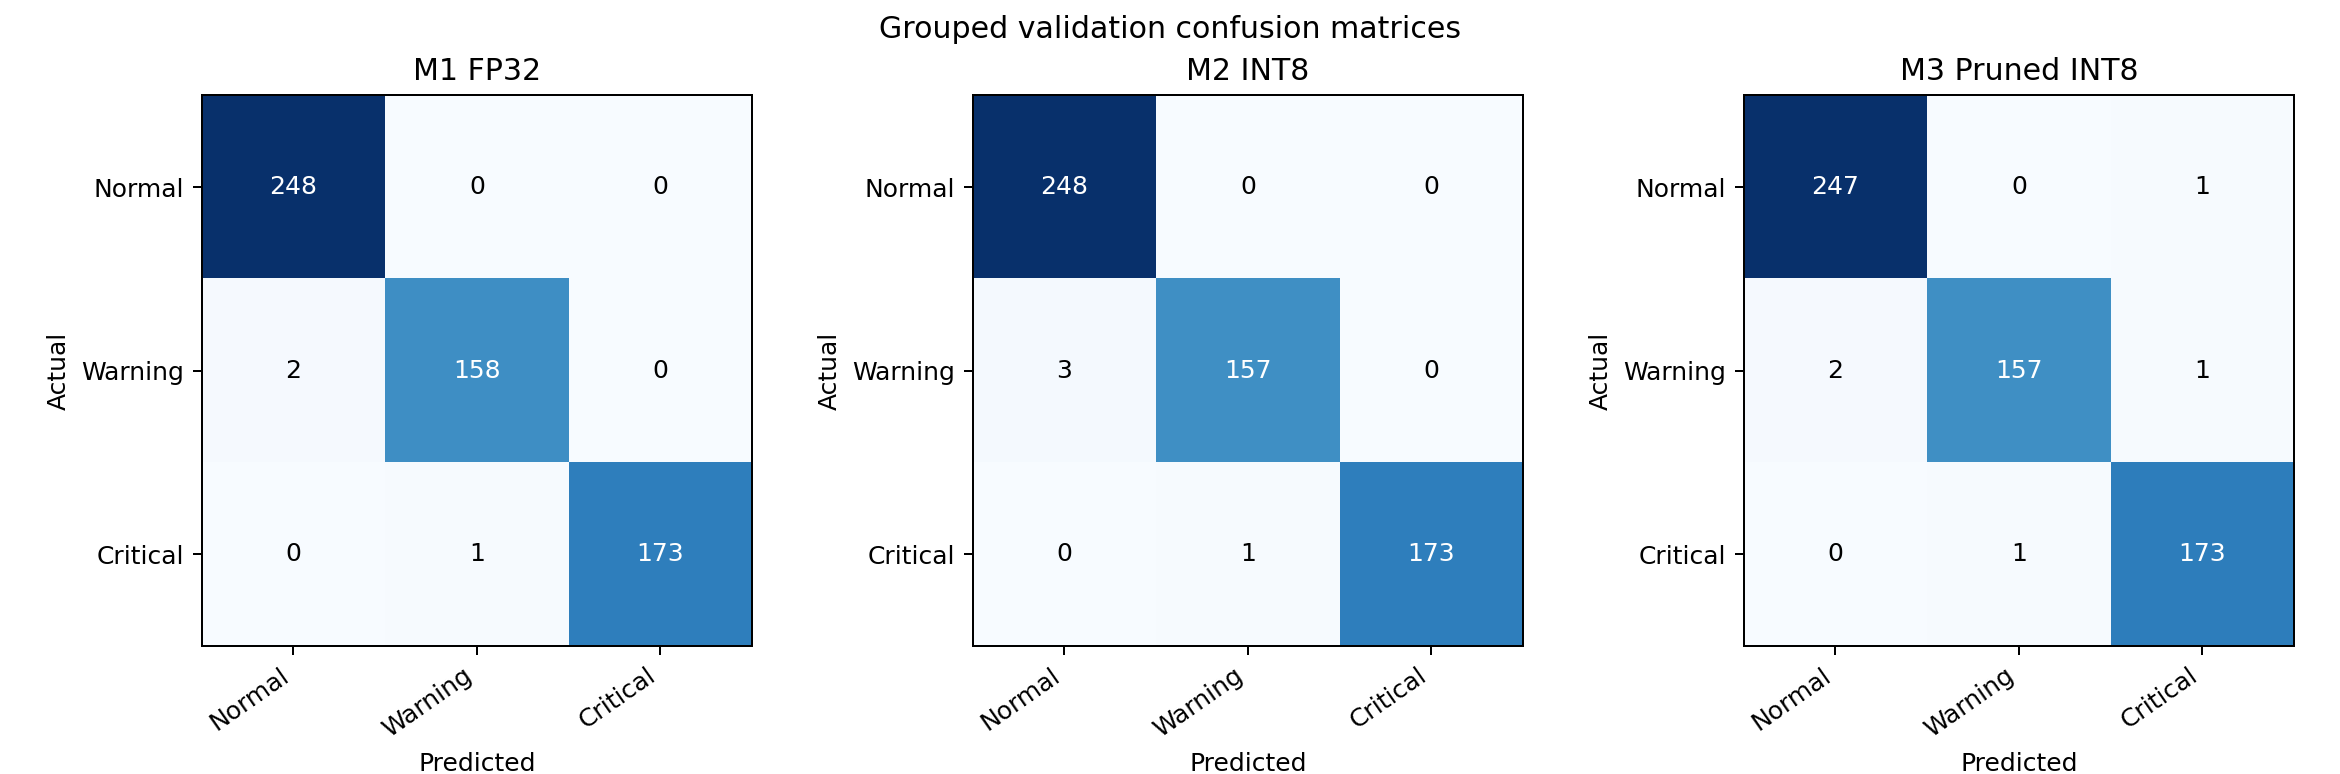 Grouped validation confusion matrices
M1 FP32
Actual
Normal 248 0 0
Warning 2 158 0
Critical 0 1 173
Normal Warning Critical
Predicted
M2 INT8
Actual
Normal 248 0 0
Warning 3 157 0
Critical 0 1 173
Normal Warning Critical
Predicted
M3 Pruned INT8
Actual
Normal 247 0 1
Warning 2 157 1
Critical 0 1 173
Normal Warning Critical
Predicted